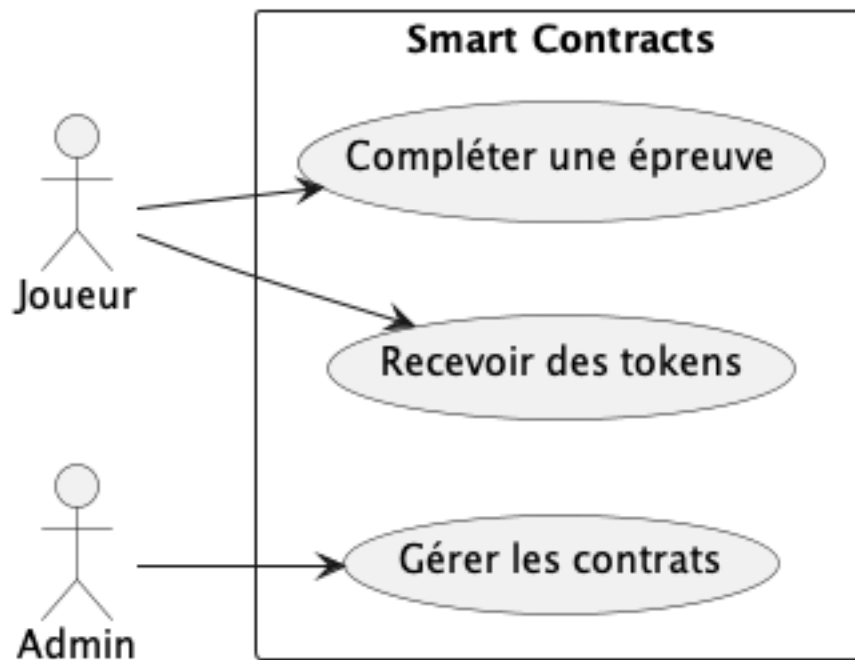 Smart Contracts
Compléter une épreuve
Joueur
Recevoir des tokens
Gérer les contrats
Admin